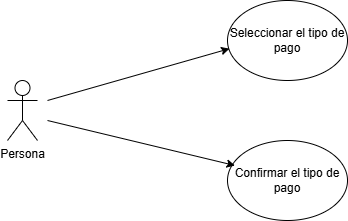 Seleccionar el tipo de
pago
Persona
Confirmar el tipo de
pago